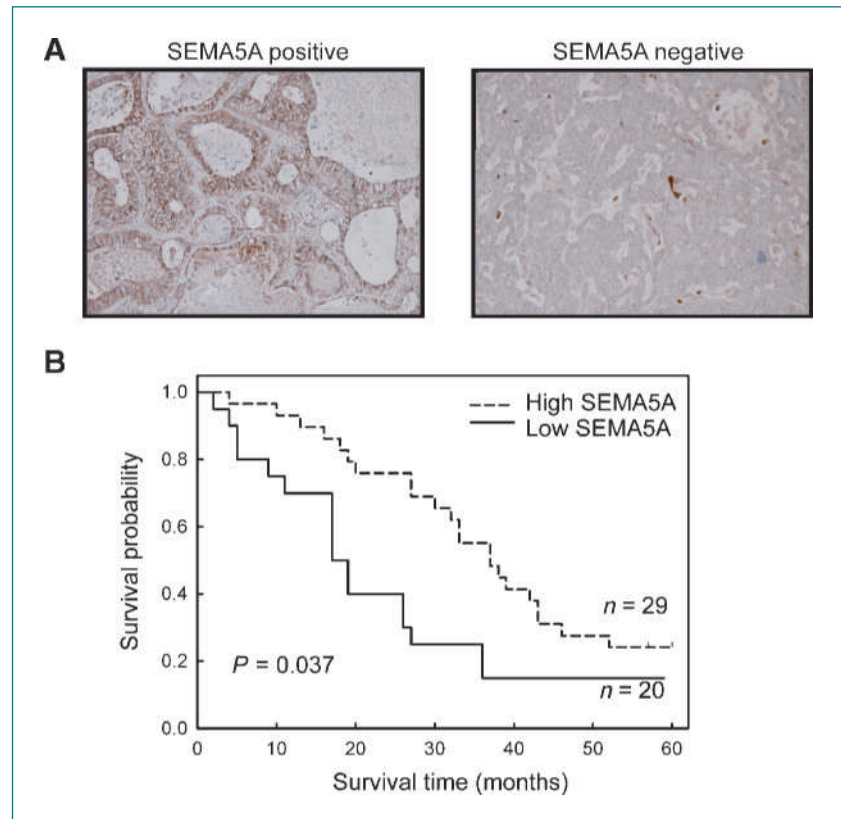 A
SEMA5A positive
SEMA5A negative
B
1.0
0.8
0.6
0.4
0.2
0.0
Survival probability
High SEMA5A
Low SEMA5A
n = 29
n = 20
P = 0.037
0 10 20 30 40 50 60
Survival time (months)